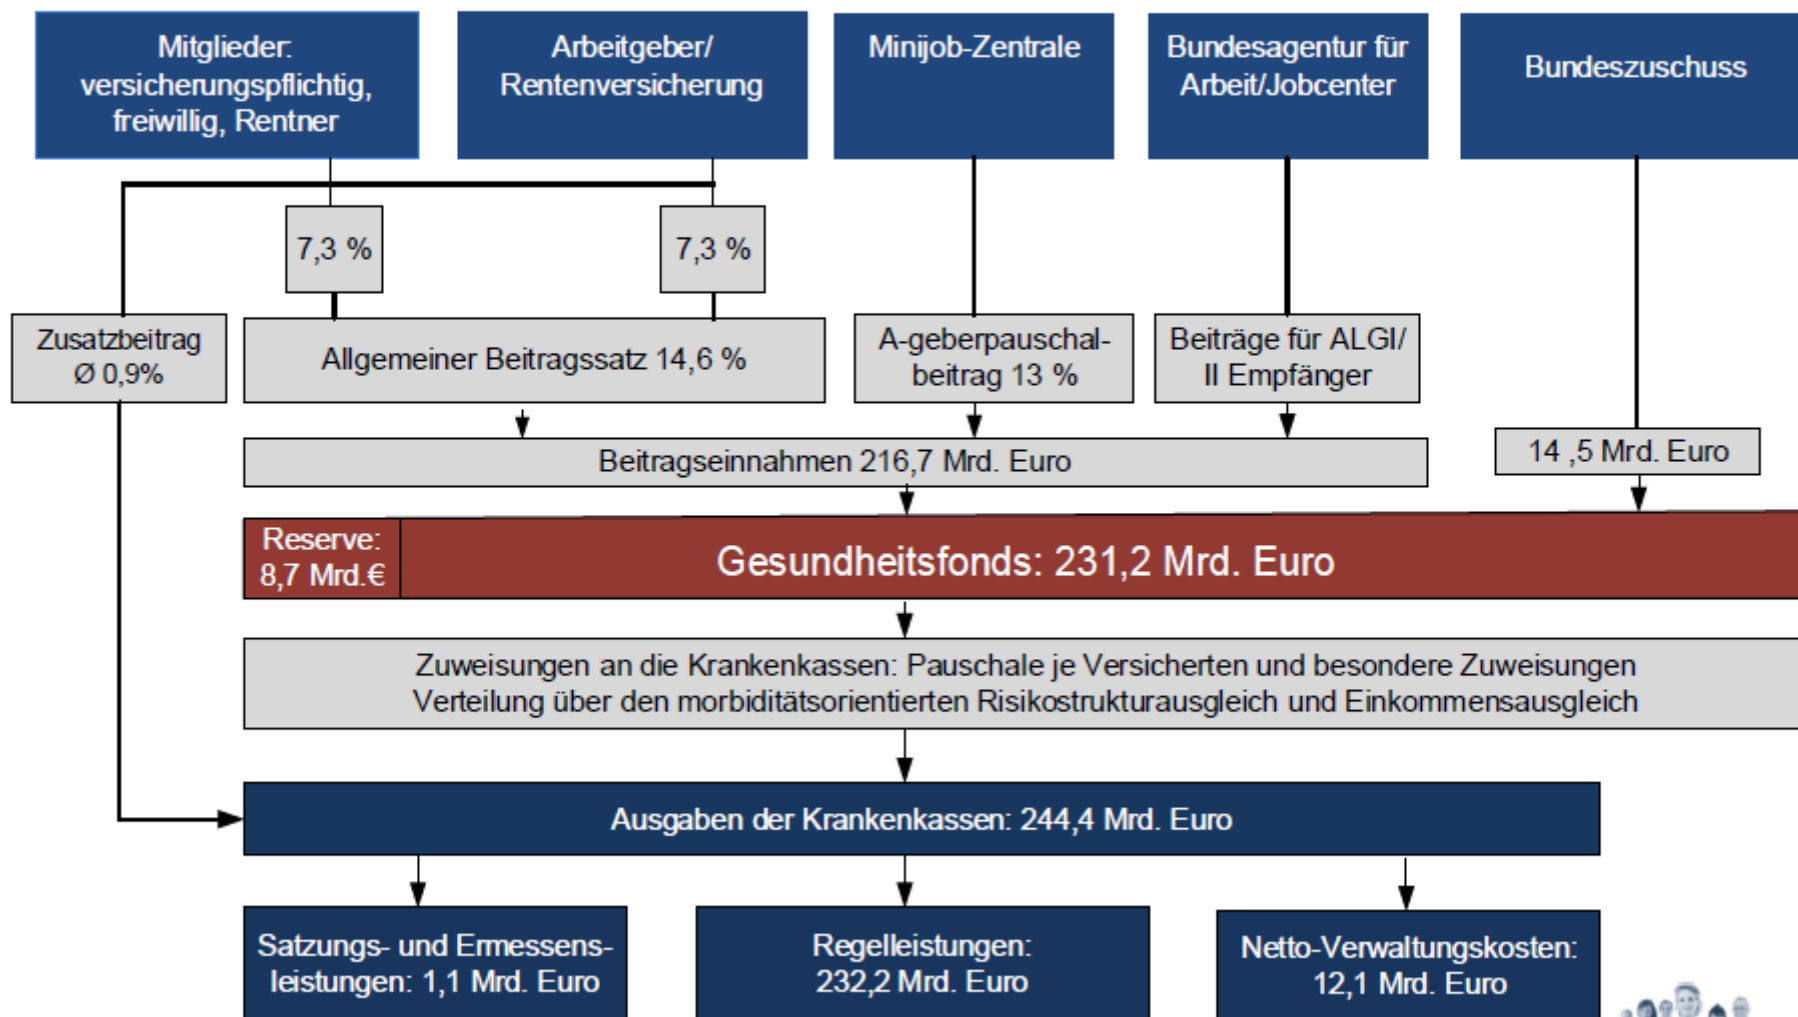 Mitglieder:
versicherungspflichtig,
freiwillig, Rentner
Arbeitgeber/
Rentenversicherung
Minijob-Zentrale
Bundesagentur für
Arbeit/Jobcenter
Bundeszuschuss
7,3 %
7,3 %
Zusatzbeitrag
Ø 0,9%
Allgemeiner Beitragssatz 14,6 %
A-geberpauschal-
beitrag 13 %
Beiträge für ALGI/
II Empfänger
Beitragseinnahmen 216,7 Mrd. Euro
14 ,5 Mrd. Euro
Reserve:
8,7 Mrd.€
Gesundheitsfonds: 231,2 Mrd. Euro
Zuweisungen an die Krankenkassen: Pauschale je Versicherten und besondere Zuweisungen
Verteilung über den morbiditätsorientierten Risikostrukturausgleich und Einkommensausgleich
Ausgaben der Krankenkassen: 244,4 Mrd. Euro
Satzungs- und Ermessens-
leistungen: 1,1 Mrd. Euro
Regelleistungen:
232,2 Mrd. Euro
Netto-Verwaltungskosten:
12,1 Mrd. Euro